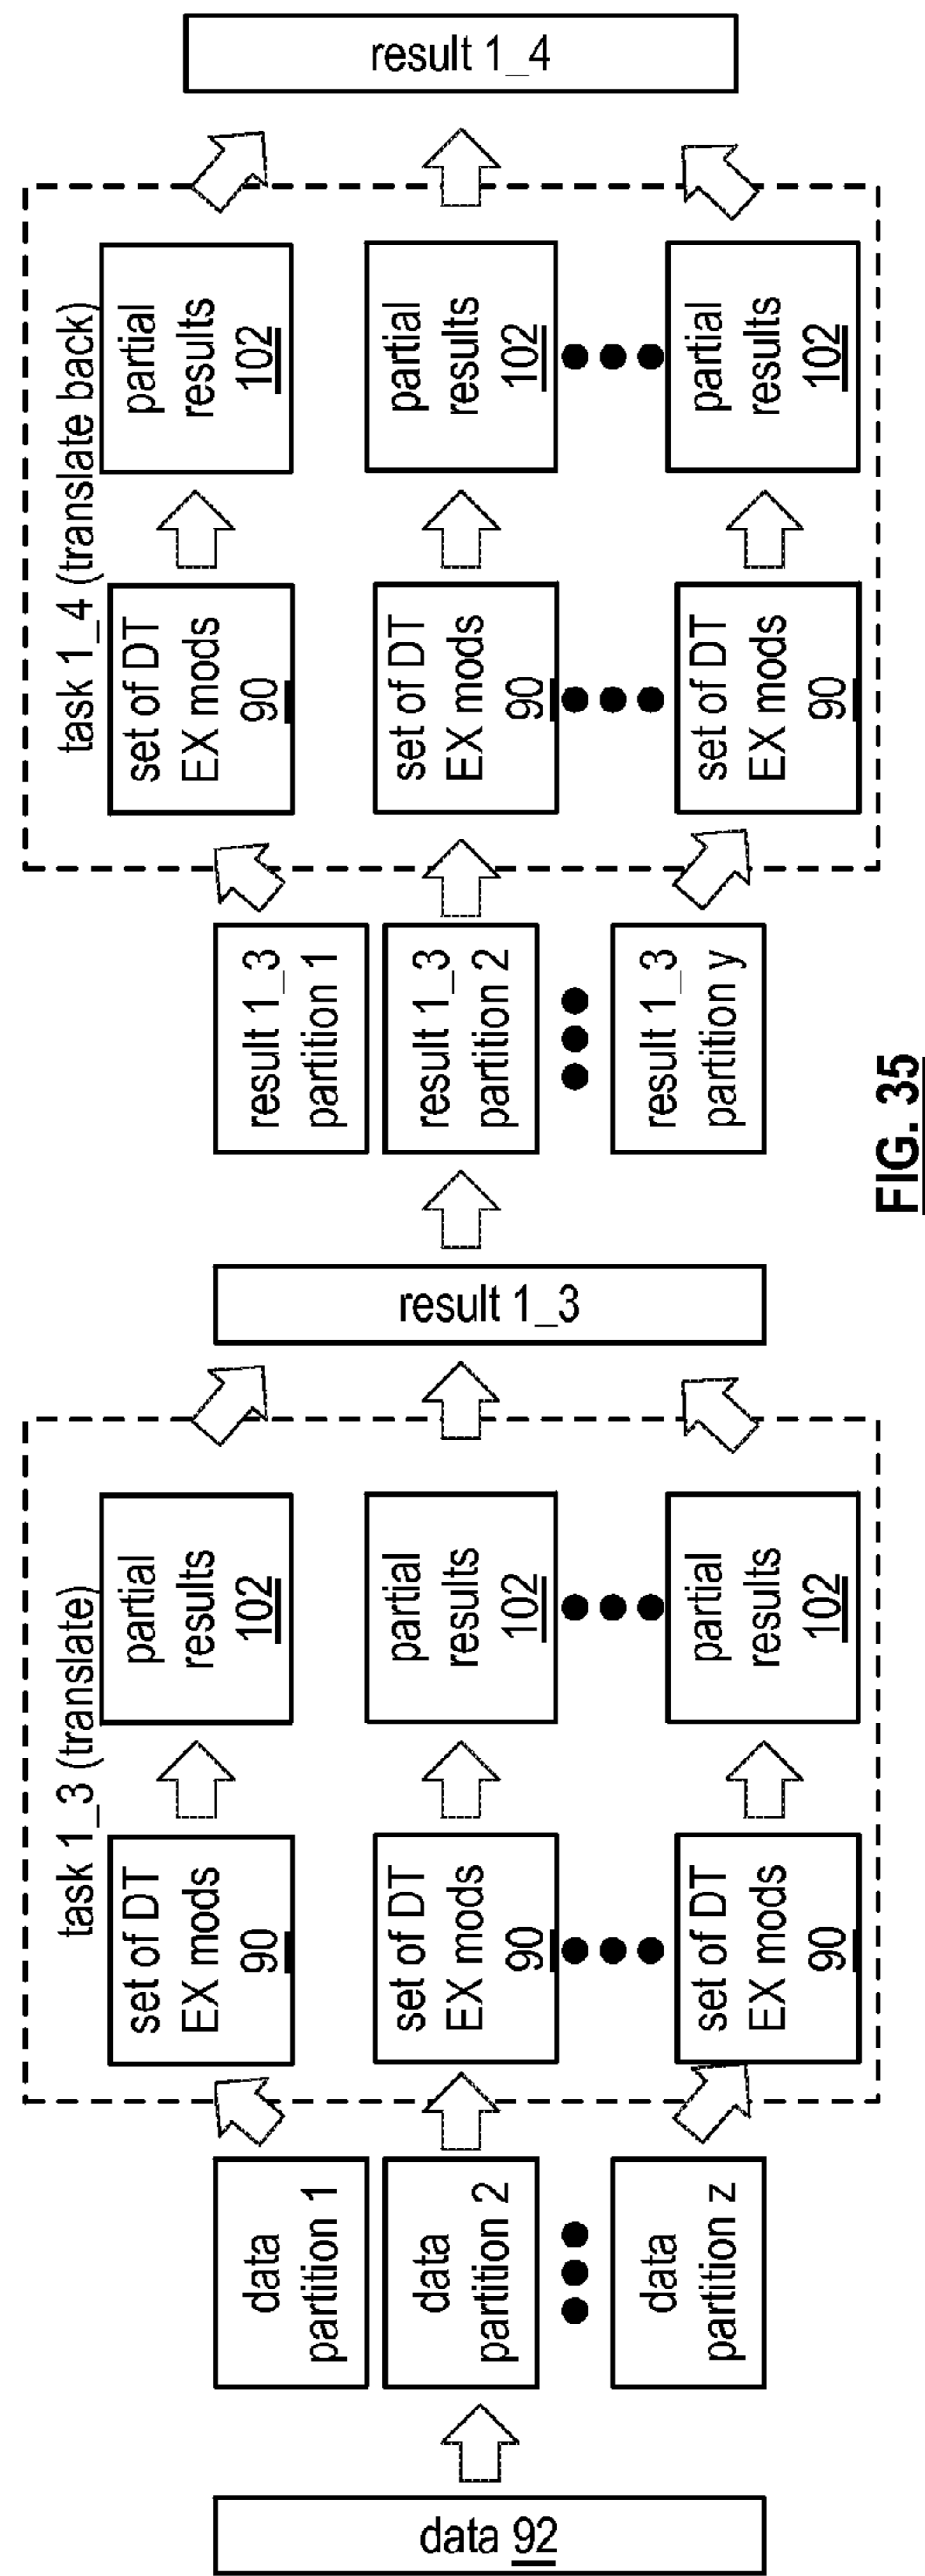 data 92
data
partition 1
data
partition 2
data
partition z
task 1_3 (translate)
set of DT
EX mods
90
set of DT
EX mods
90
set of DT
EX mods
90
partial
results
102
partial
results
102
partial
results
102
result 1_3
result 1_3
partition 1
result 1_3
partition 2
result 1_3
partition y
task 1_4 (translate back)
set of DT
EX mods
90
set of DT
EX mods
90
set of DT
EX mods
90
partial
results
102
partial
results
102
partial
results
102
result 1_4
FIG. 35